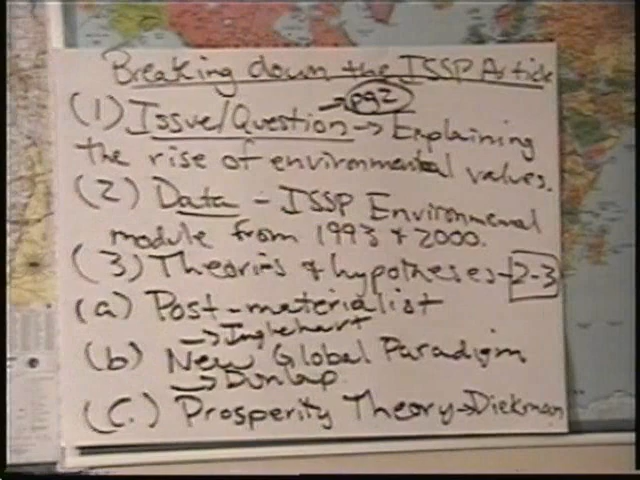 Breaking down the ISSP Article
→ pg2
(1) Issue/Question → Explaining
the rise of environmental values.
(2) Data - ISSP Environmenal
module from 1993 + 2000.
(3) Theories & hypotheses - 2-3
(a) Post-materialist
→ Inglehart
(b) New Global Paradigm
→ Dunlap
(C.) Prosperity Theory → Diekman